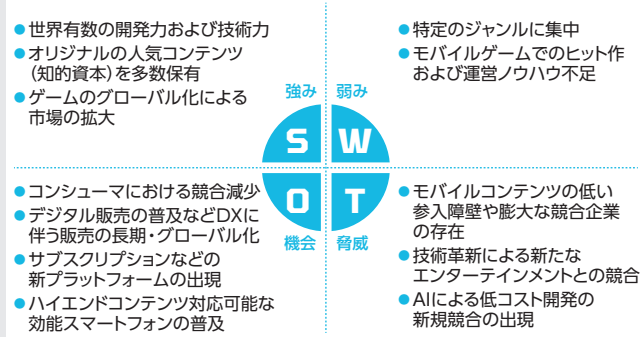 ● 世界有数の開発力および技術力
● オリジナルの人気コンテンツ
（知的資本）を多数保有
● ゲームのグローバル化による
市場の拡大
強み
● 特定のジャンルに集中
● モバイルゲームでのヒット作
および運営ノウハウ不足
弱み
S
W
O
T
● コンシューマにおける競合減少
● デジタル販売の普及などDXに
伴う販売の長期・グローバル化
● サブスクリプションなどの
新プラットフォームの出現
● ハイエンドコンテンツ対応可能な
効能スマートフォンの普及
機会
脅威
● モバイルコンテンツの低い
参入障壁や膨大な競合企業
の存在
● 技術革新による新たな
エンターテインメントとの競合
● AIによる低コスト開発の
新規競合の出現